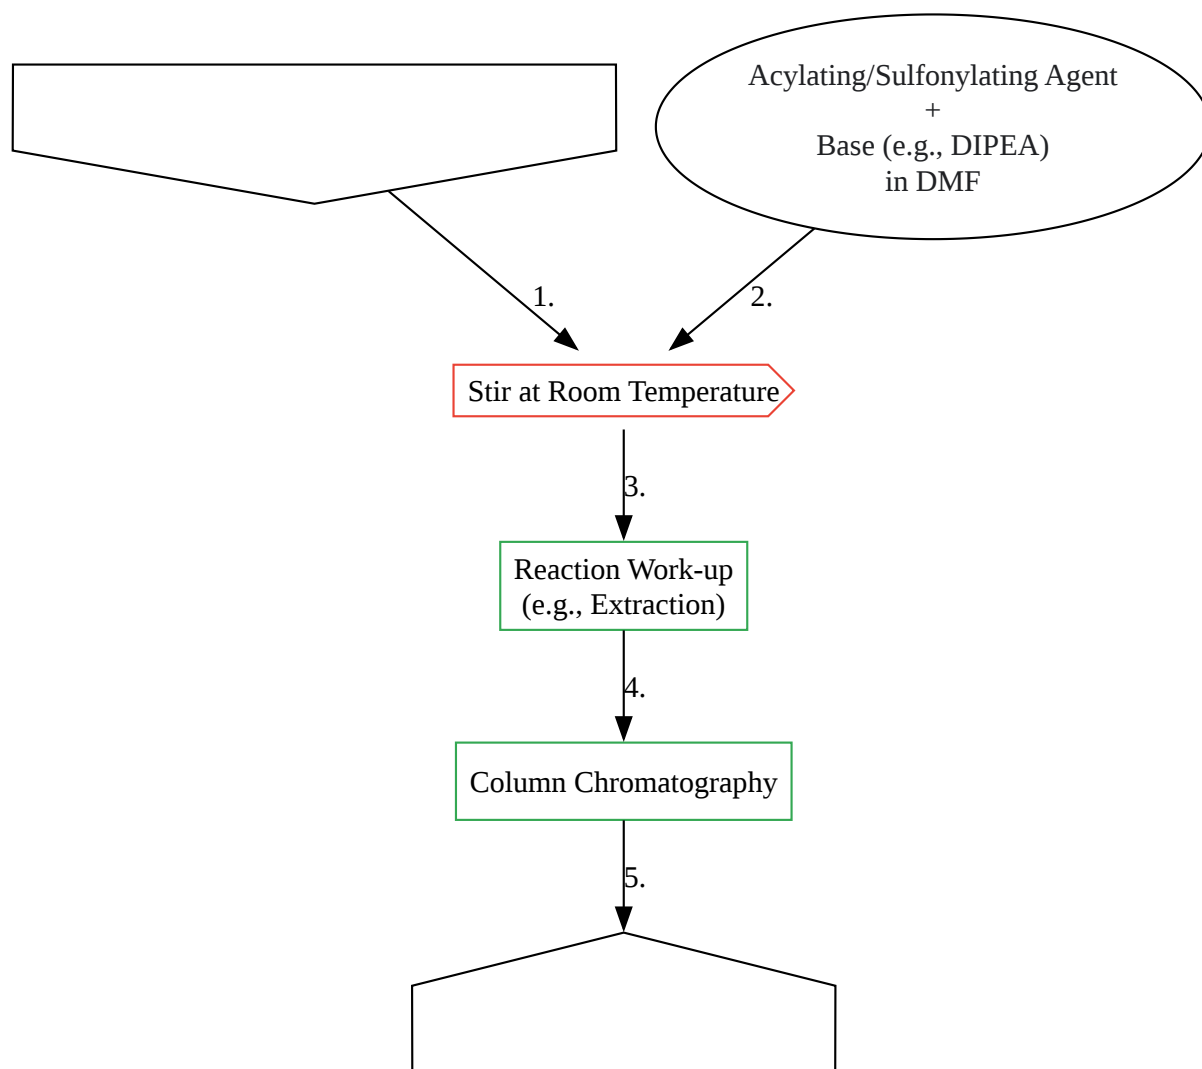 Acylating/Sulfonylating Agent
+
Base (e.g., DIPEA)
in DMF
1.
2.
Stir at Room Temperature
3.
Reaction Work-up
(e.g., Extraction)
4.
Column Chromatography
5.